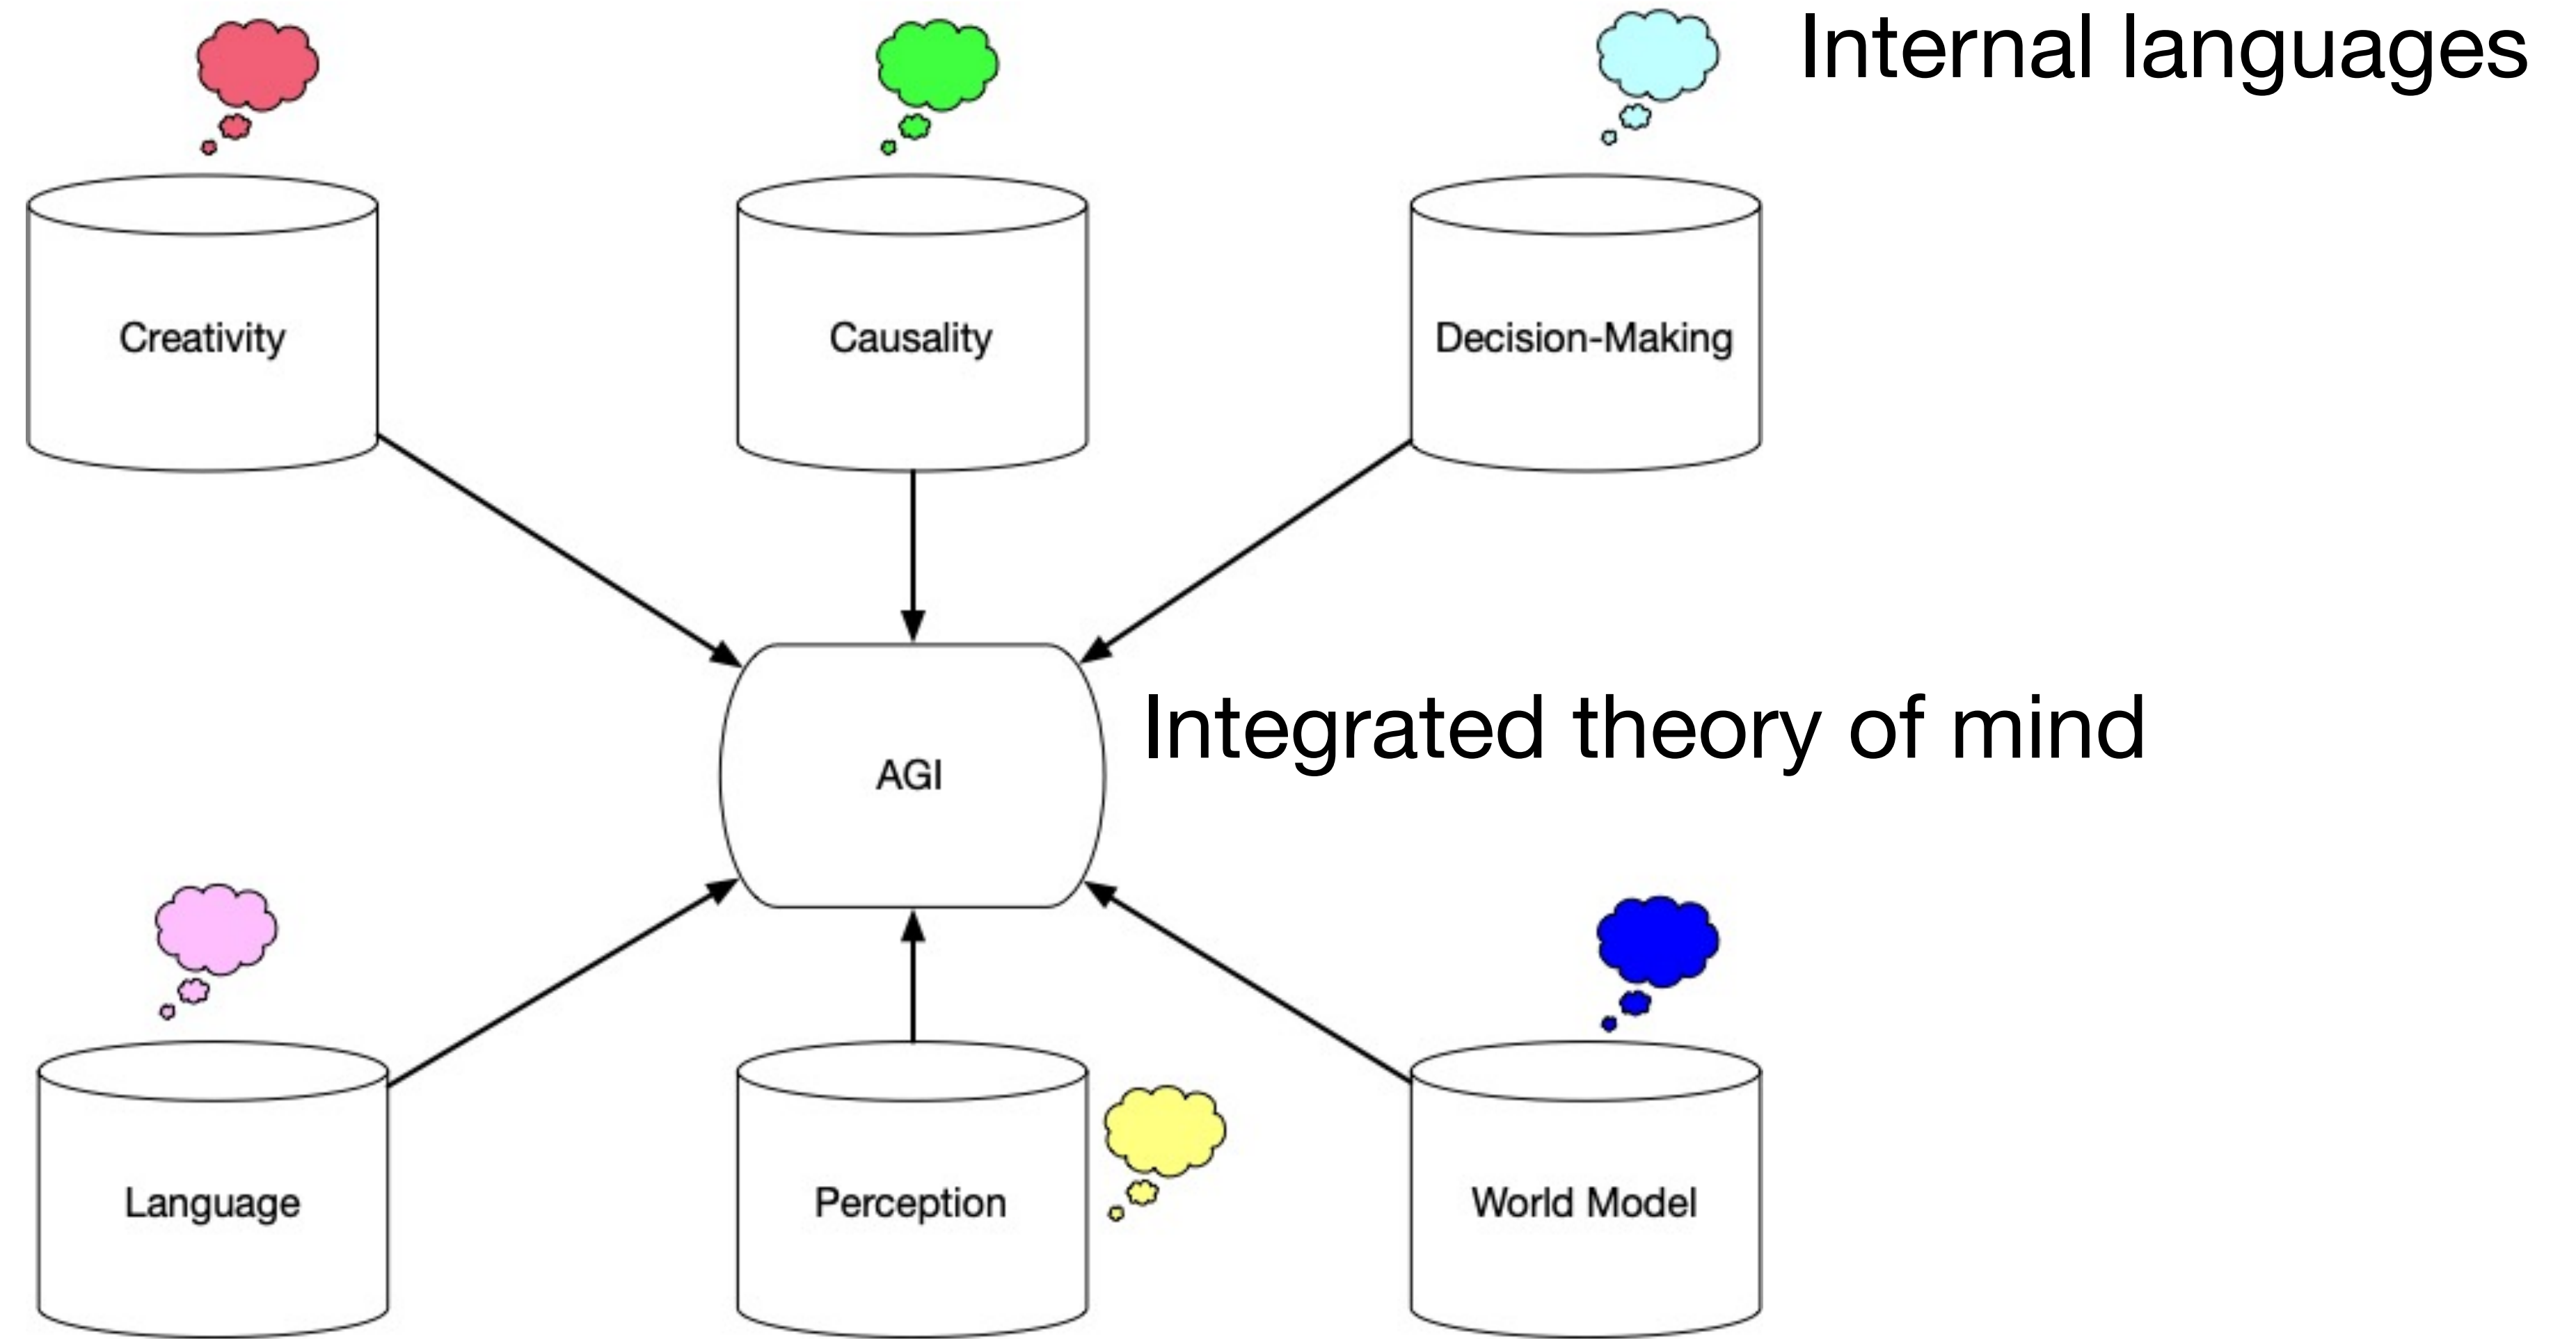 Internal languages
Creativity
Causality
Decision-Making
Integrated theory of mind
AGI
Language
Perception
World Model